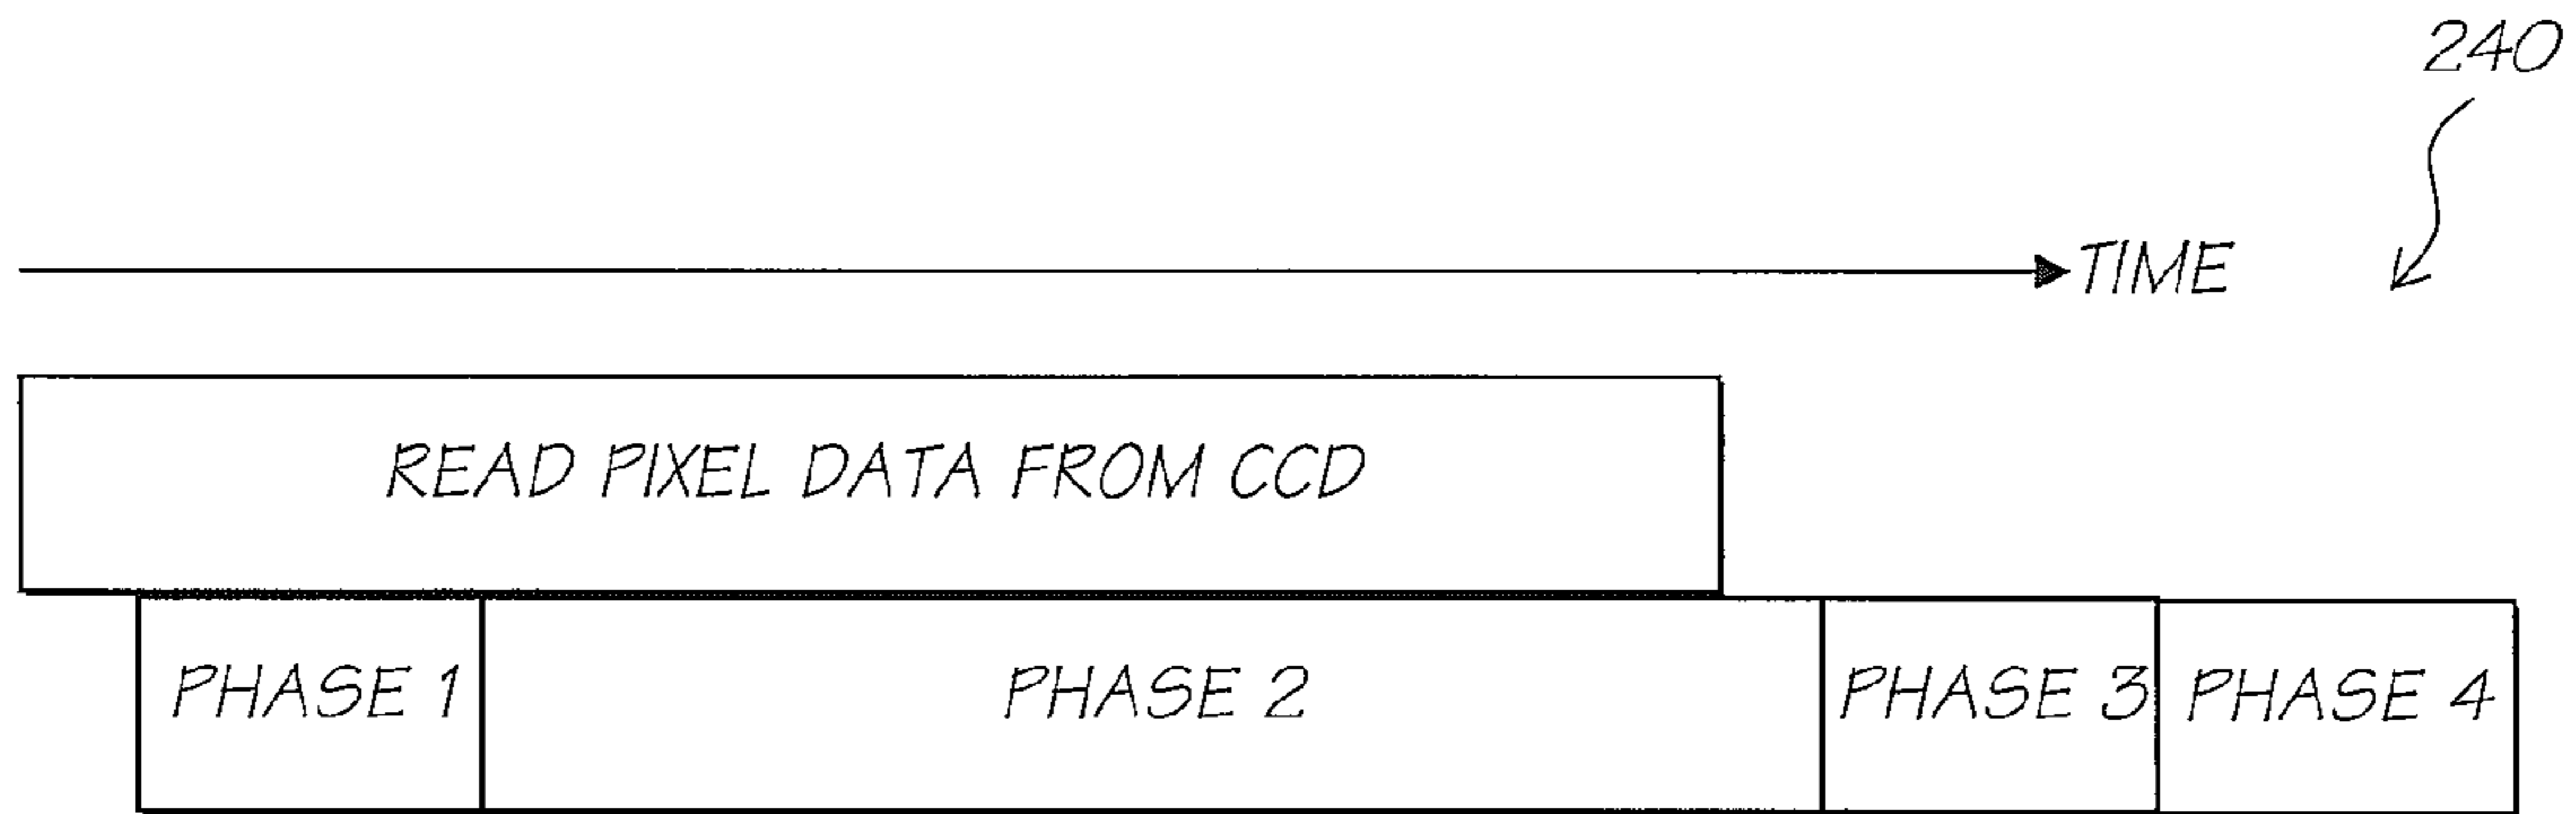 240
TIME
READ PIXEL DATA FROM CCD
PHASE 1 PHASE 2 PHASE 3 PHASE 4